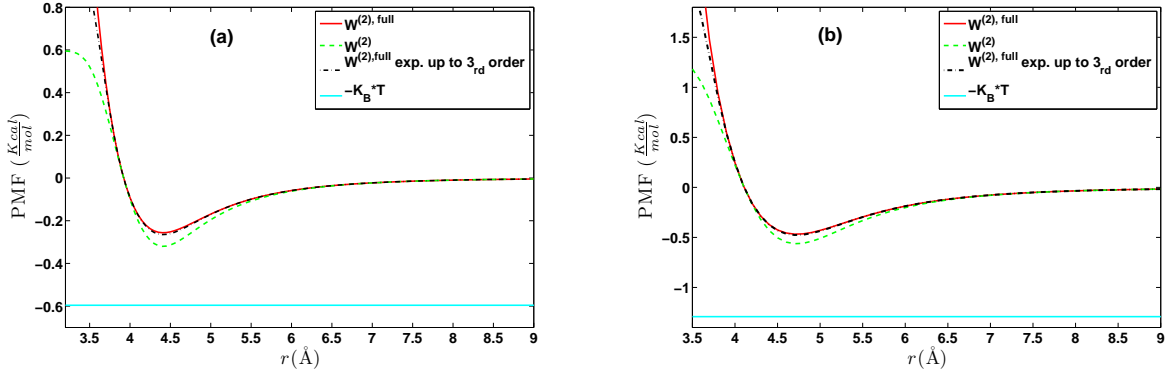 0.8
0.6
0.4
0.2
0
−0.2
−0.4
−0.6
3.5 4 4.5 5 5.5 6 6.5 7 7.5 8 8.5 9
r(Å)
PMF (Kcal/mol)
(a)
W(2), full
W(2)
W(2),full exp. up to 3rd order
−KB*T
1.5
1
0.5
0
−0.5
−1
3.5 4 4.5 5 5.5 6 6.5 7 7.5 8 8.5 9
r(Å)
PMF (Kcal/mol)
(b)
W(2), full
W(2)
W(2),full exp. up to 3rd order
−KB*T